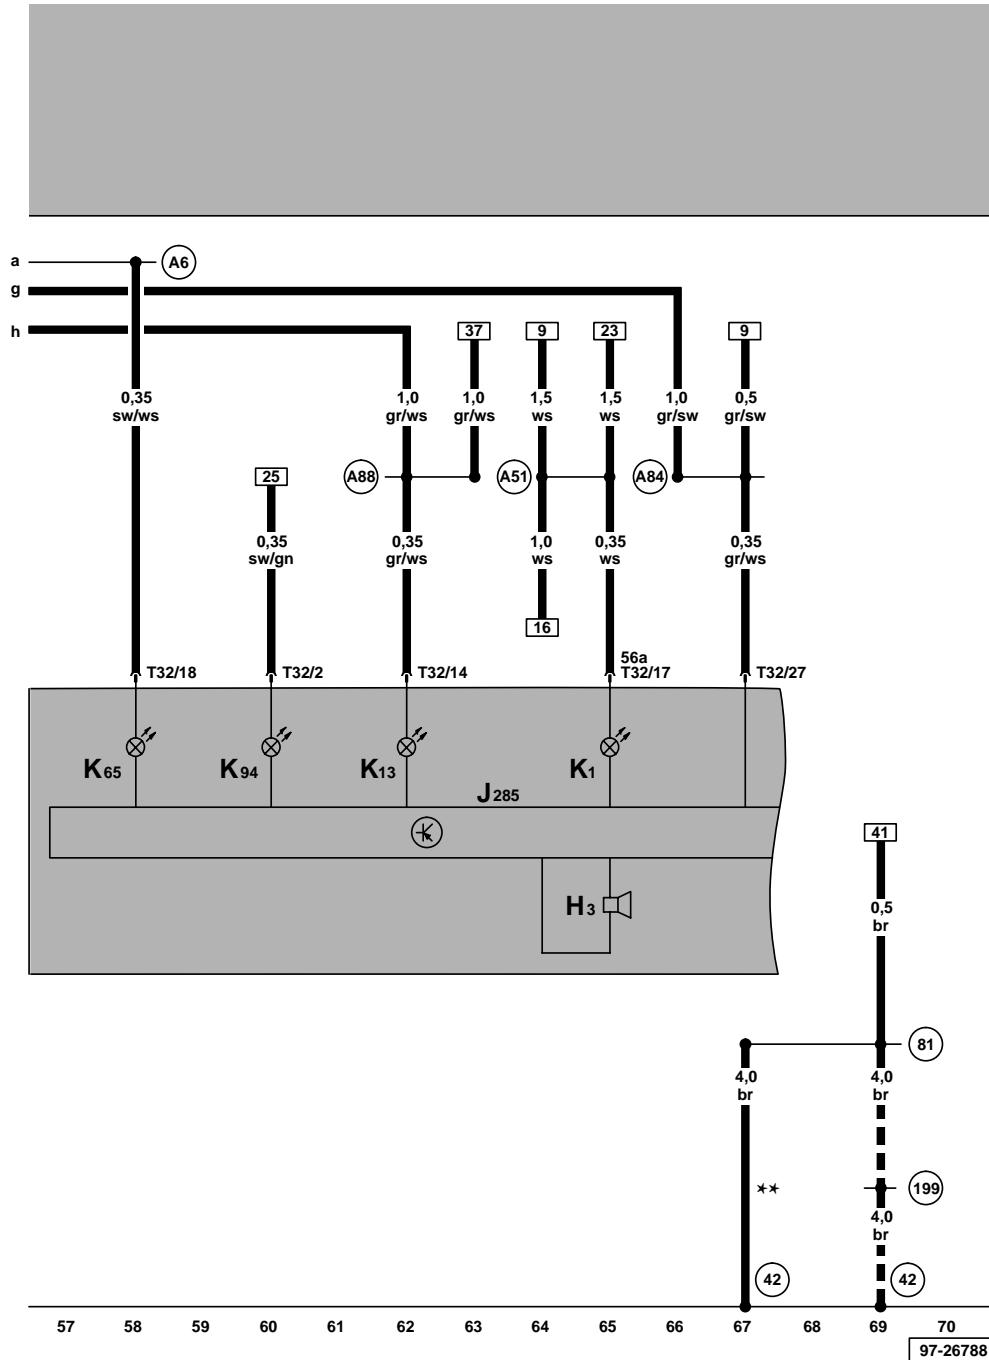 a A6
g
h 37 9 23 9
0,35 1,0 1,0 1,5 1,5 1,0 0,5
sw/ws gr/ws gr/ws ws ws gr/sw gr/sw
25 A88 A51 A84
0,35 0,35 1,0 0,35 0,35
sw/gn gr/ws ws ws gr/ws
16
56a
T32/18 T32/2 T32/14 T32/17 T32/27
K65 K94 K13 K1
J285
41
H3 0,5
br
81
4,0 4,0
br br
★★ 199
4,0
br
42 42
57 58 59 60 61 62 63 64 65 66 67 68 69 70
97-26788